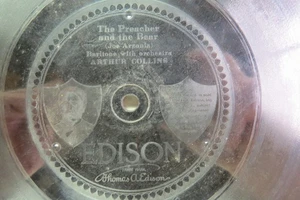 The Preacher
and the Bear
(Joe Arzonia)
Baritone, with orchestra
ARTHUR COLLINS
EDISON
Thomas A. Edison